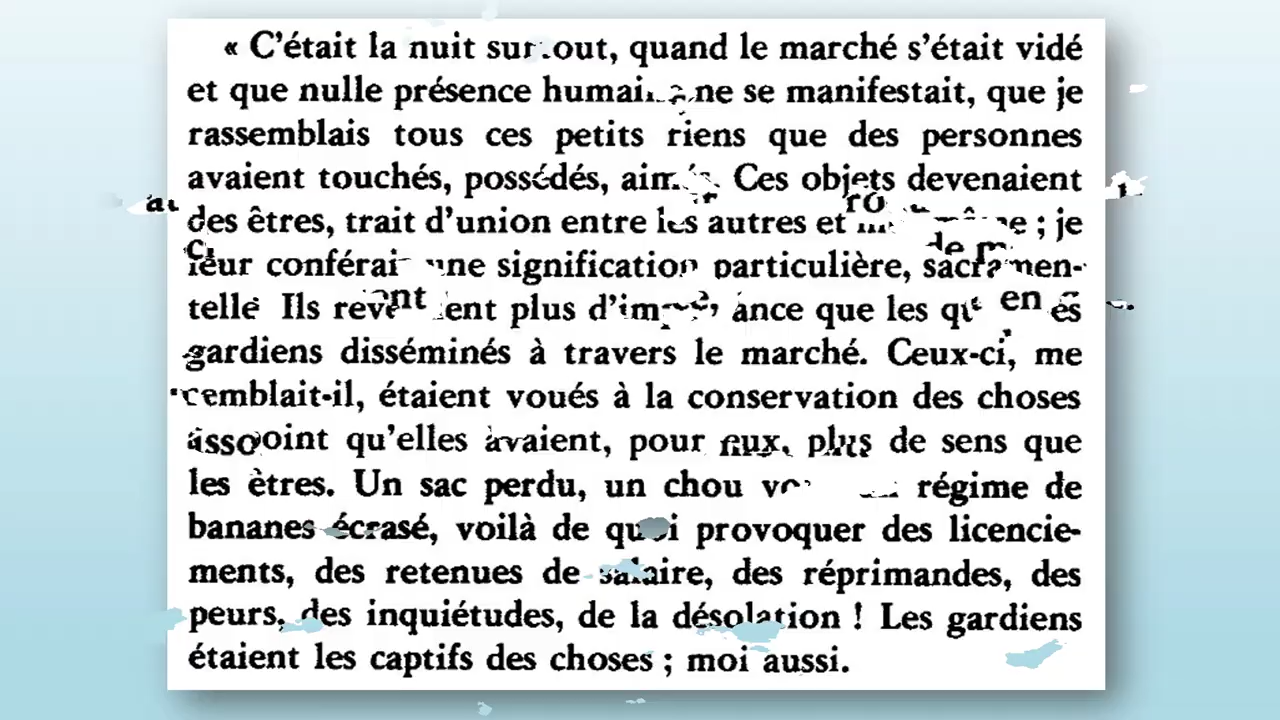 « C'était la nuit surtout, quand le marché s'était vidé
et que nulle présence humaine ne se manifestait, que je
rassemblais tous ces petits riens que des personnes
avaient touchés, possédés, aimés. Ces objets devenaient
des êtres, trait d'union entre les autres et ; je
leur conférais une signification particulière, sacramen-
telle Ils plus d'importance que les
gardiens disséminés à travers le marché. Ceux-ci, me
semblait-il, étaient voués à la conservation des choses
point qu'elles avaient, pour eux, plus de sens que
les êtres. Un sac perdu, un chou régime de
bananes écrasé, voilà de quoi provoquer des licencie-
ments, des retenues de salaire, des réprimandes, des
peurs, des inquiétudes, de la désolation ! Les gardiens
étaient les captifs des choses ; moi aussi.